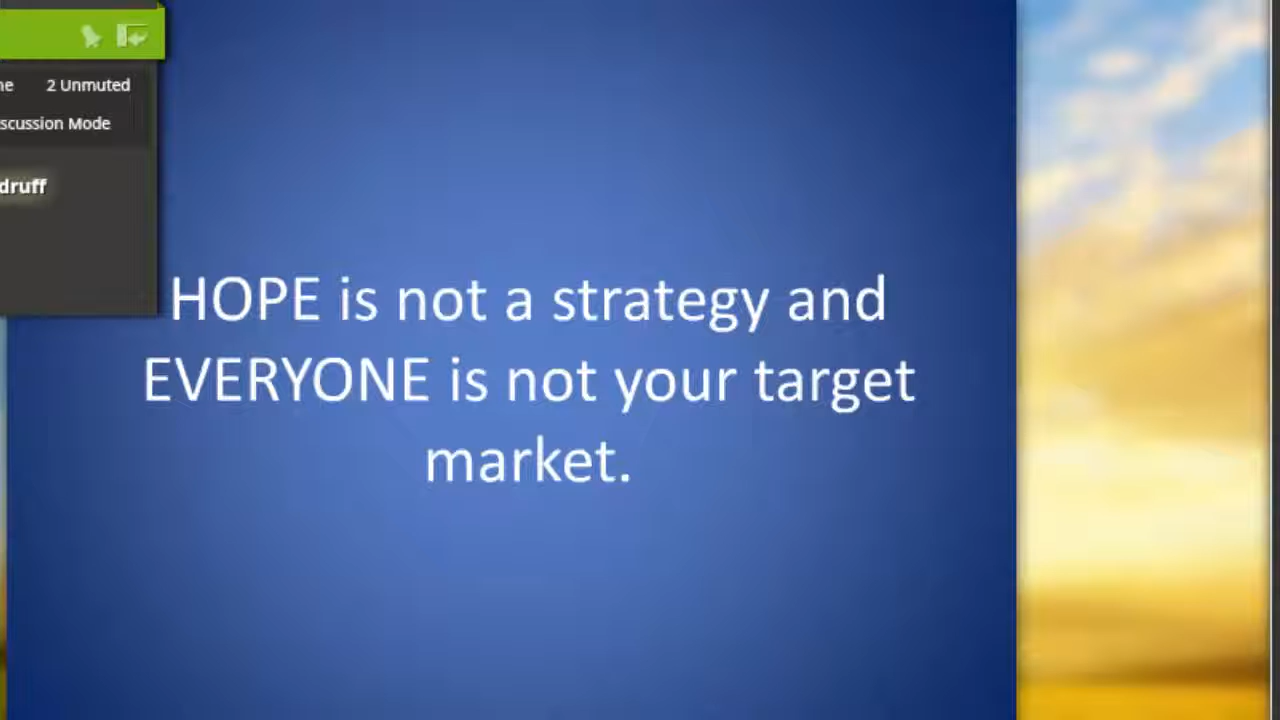 2 Unmuted
scussion Mode
druff
HOPE is not a strategy and
EVERYONE is not your target
market.